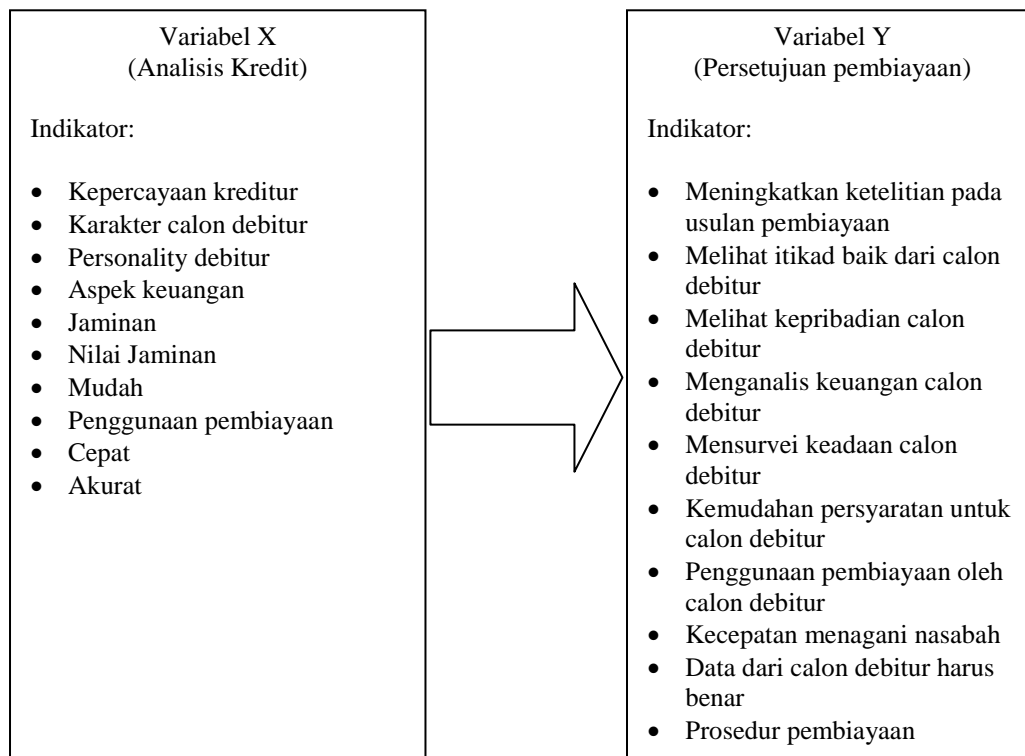 Variabel X
(Analisis Kredit)
Indikator:
• Kepercayaan kreditur
• Karakter calon debitur
• Personality debitur
• Aspek keuangan
• Jaminan
• Nilai Jaminan
• Mudah
• Penggunaan pembiayaan
• Cepat
• Akurat
Variabel Y
(Persetujuan pembiayaan)
Indikator:
• Meningkatkan ketelitian pada
usulan pembiayaan
• Melihat itikad baik dari calon
debitur
• Melihat kepribadian calon
debitur
• Menganalis keuangan calon
debitur
• Mensurvei keadaan calon
debitur
• Kemudahan persyaratan untuk
calon debitur
• Penggunaan pembiayaan oleh
calon debitur
• Kecepatan menagani nasabah
• Data dari calon debitur harus
benar
• Prosedur pembiayaan